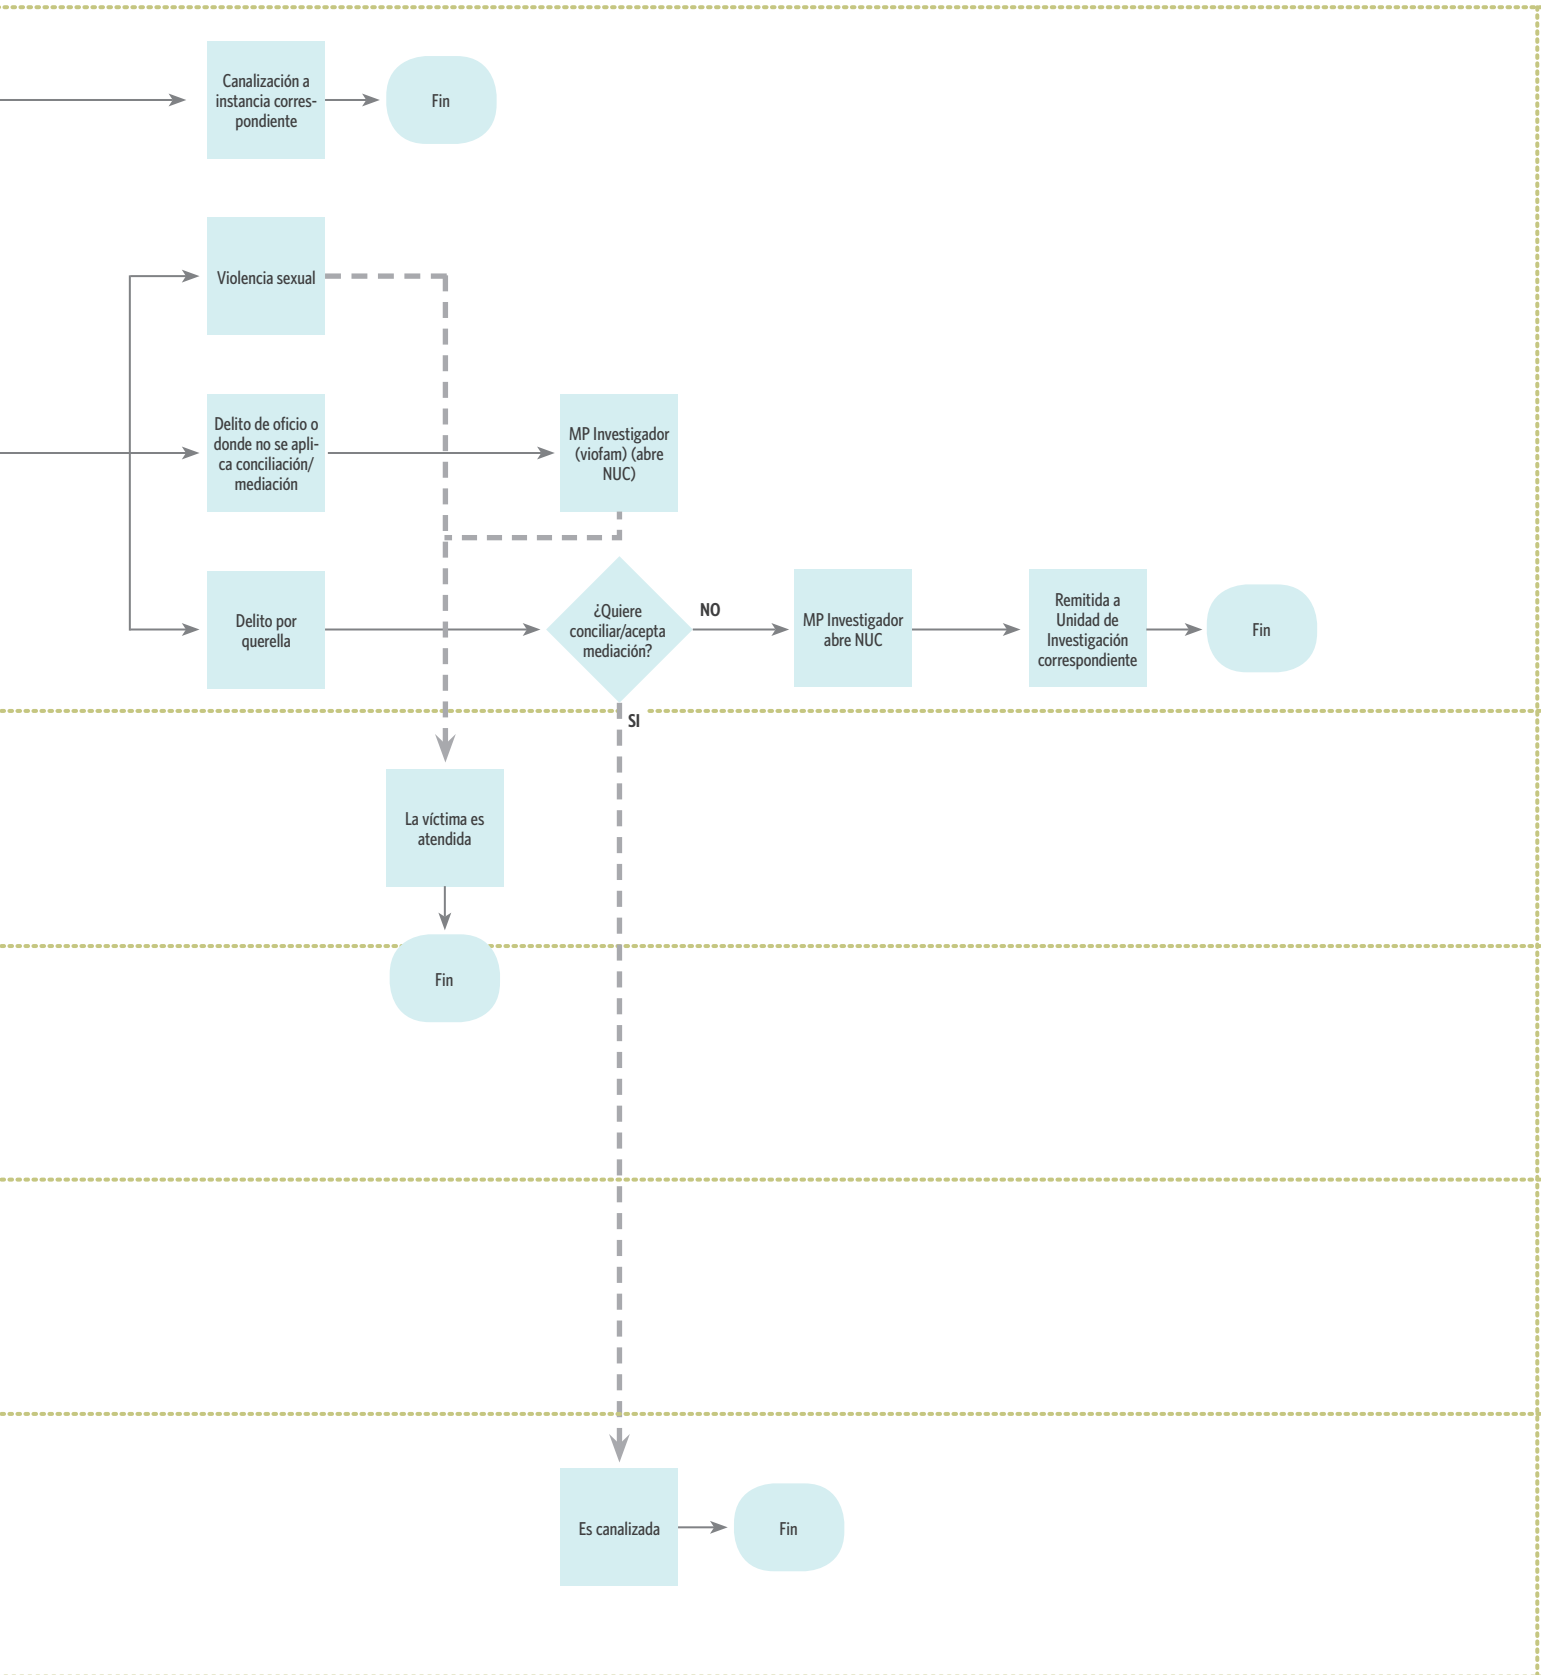 Canalización a
instancia corres-
pondiente
Fin
Violencia sexual
Delito de oficio o
donde no se apli-
ca conciliación/
mediación
MP Investigador
(viofam) (abre
NUC)
Delito por
querella
¿Quiere
conciliar/acepta
mediación?
NO
MP Investigador
abre NUC
Remitida a
Unidad de
Investigación
correspondiente
Fin
SI
La víctima es
atendida
Fin
Es canalizada
Fin